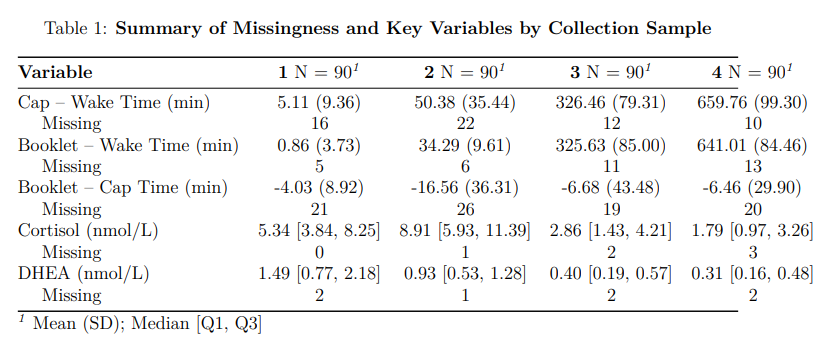 Table 1: Summary of Missingness and Key Variables by Collection Sample
Variable 1 N = 90¹ 2 N = 90¹ 3 N = 90¹ 4 N = 90¹
Cap – Wake Time (min) 5.11 (9.36) 50.38 (35.44) 326.46 (79.31) 659.76 (99.30)
Missing 16 22 12 10
Booklet – Wake Time (min) 0.86 (3.73) 34.29 (9.61) 325.63 (85.00) 641.01 (84.46)
Missing 5 6 11 13
Booklet – Cap Time (min) -4.03 (8.92) -16.56 (36.31) -6.68 (43.48) -6.46 (29.90)
Missing 21 26 19 20
Cortisol (nmol/L) 5.34 [3.84, 8.25] 8.91 [5.93, 11.39] 2.86 [1.43, 4.21] 1.79 [0.97, 3.26]
Missing 0 1 2 3
DHEA (nmol/L) 1.49 [0.77, 2.18] 0.93 [0.53, 1.28] 0.40 [0.19, 0.57] 0.31 [0.16, 0.48]
Missing 2 1 2 2
¹ Mean (SD); Median [Q1, Q3]